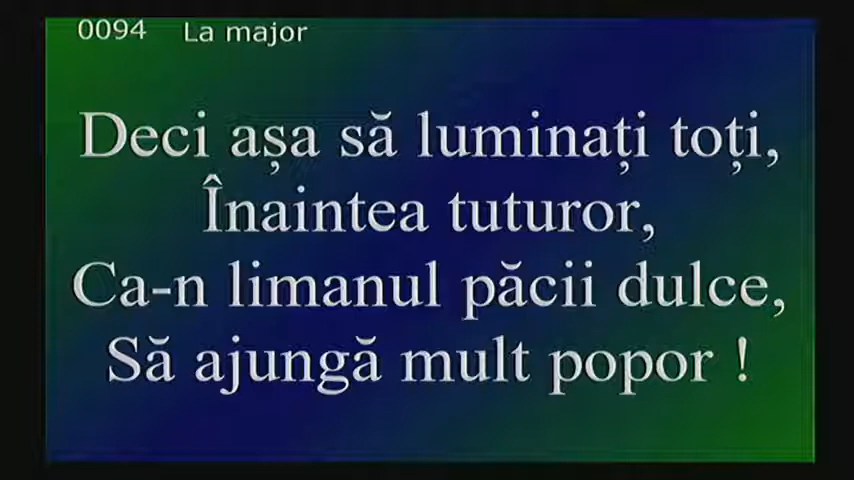 0094 La major
Deci așa să luminați toți,
Înaintea tuturor,
Ca-n limanul păcii dulce,
Să ajungă mult popor !